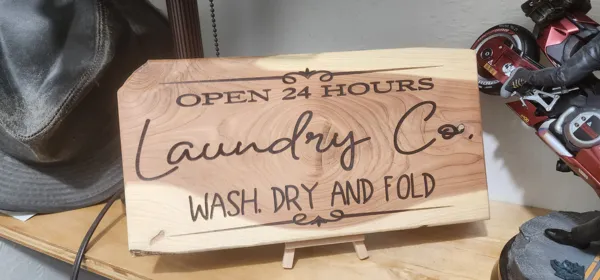 OPEN 24 HOURS
Laundry Co.
WASH. DRY AND FOLD